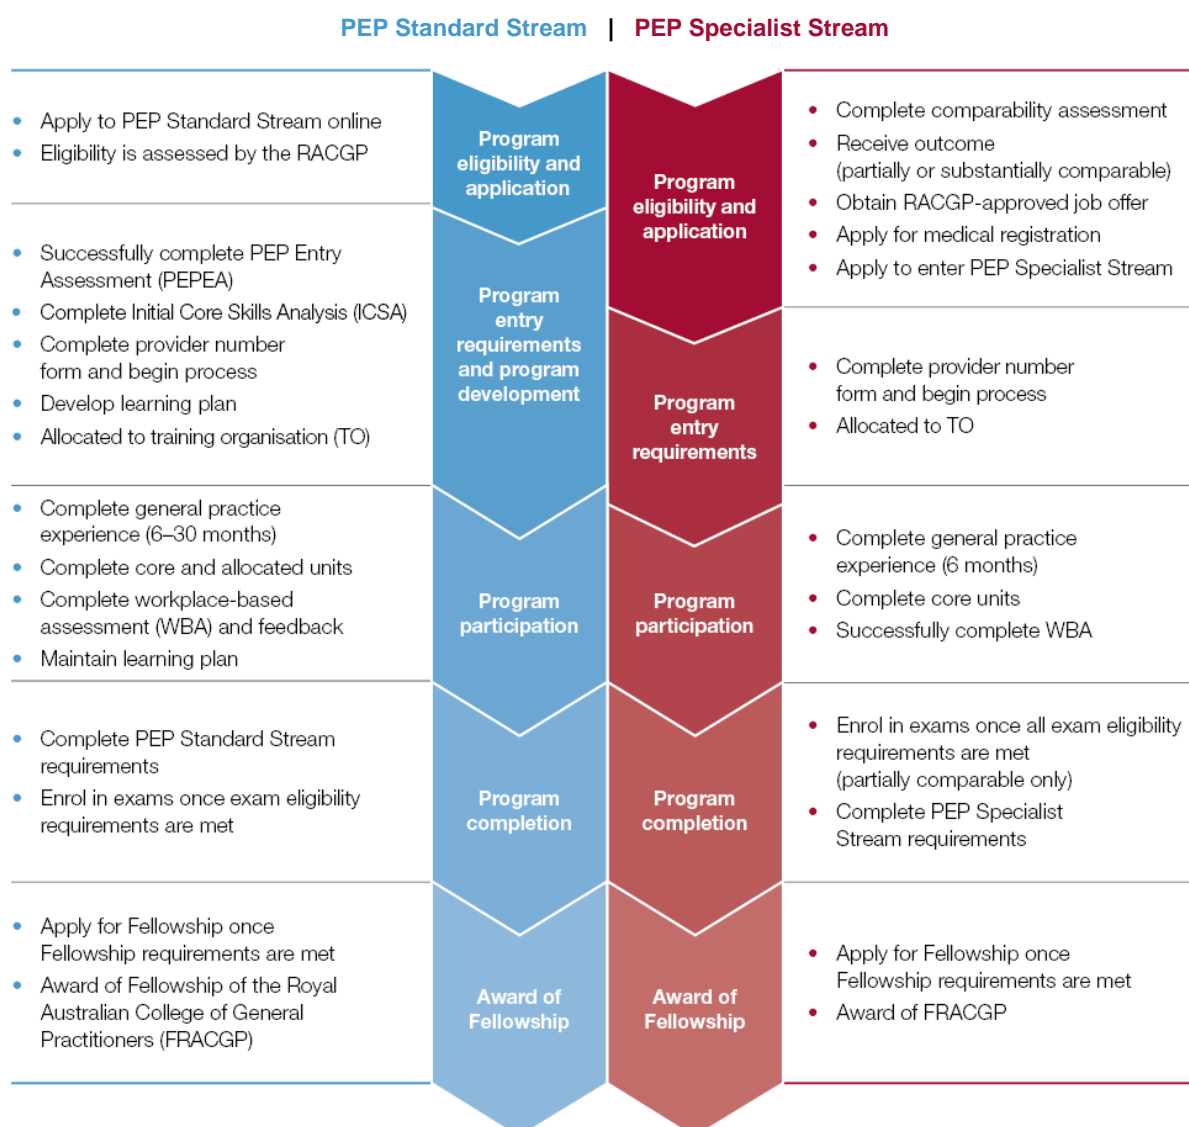 PEP Standard Stream | PEP Specialist Stream
• Apply to PEP Standard Stream online
• Eligibility is assessed by the RACGP
Program
eligibility and
application
Program
eligibility and
application
• Complete comparability assessment
• Receive outcome
(partially or substantially comparable)
• Obtain RACGP-approved job offer
• Apply for medical registration
• Apply to enter PEP Specialist Stream
• Successfully complete PEP Entry
Assessment (PEPEA)
• Complete Initial Core Skills Analysis (ICSA)
• Complete provider number
form and begin process
• Develop learning plan
• Allocated to training organisation (TO)
Program
entry
requirements
and program
development
Program
entry
requirements
• Complete provider number
form and begin process
• Allocated to TO
• Complete general practice
experience (6–30 months)
• Complete core and allocated units
• Complete workplace-based
assessment (WBA) and feedback
• Maintain learning plan
Program
participation
Program
participation
• Complete general practice
experience (6 months)
• Complete core units
• Successfully complete WBA
• Complete PEP Standard Stream
requirements
• Enrol in exams once exam eligibility
requirements are met
Program
completion
Program
completion
• Enrol in exams once all exam eligibility
requirements are met
(partially comparable only)
• Complete PEP Specialist
Stream requirements
• Apply for Fellowship once
Fellowship requirements are met
• Award of Fellowship of the Royal
Australian College of General
Practitioners (FRACGP)
Award of
Fellowship
Award of
Fellowship
• Apply for Fellowship once
Fellowship requirements are met
• Award of FRACGP